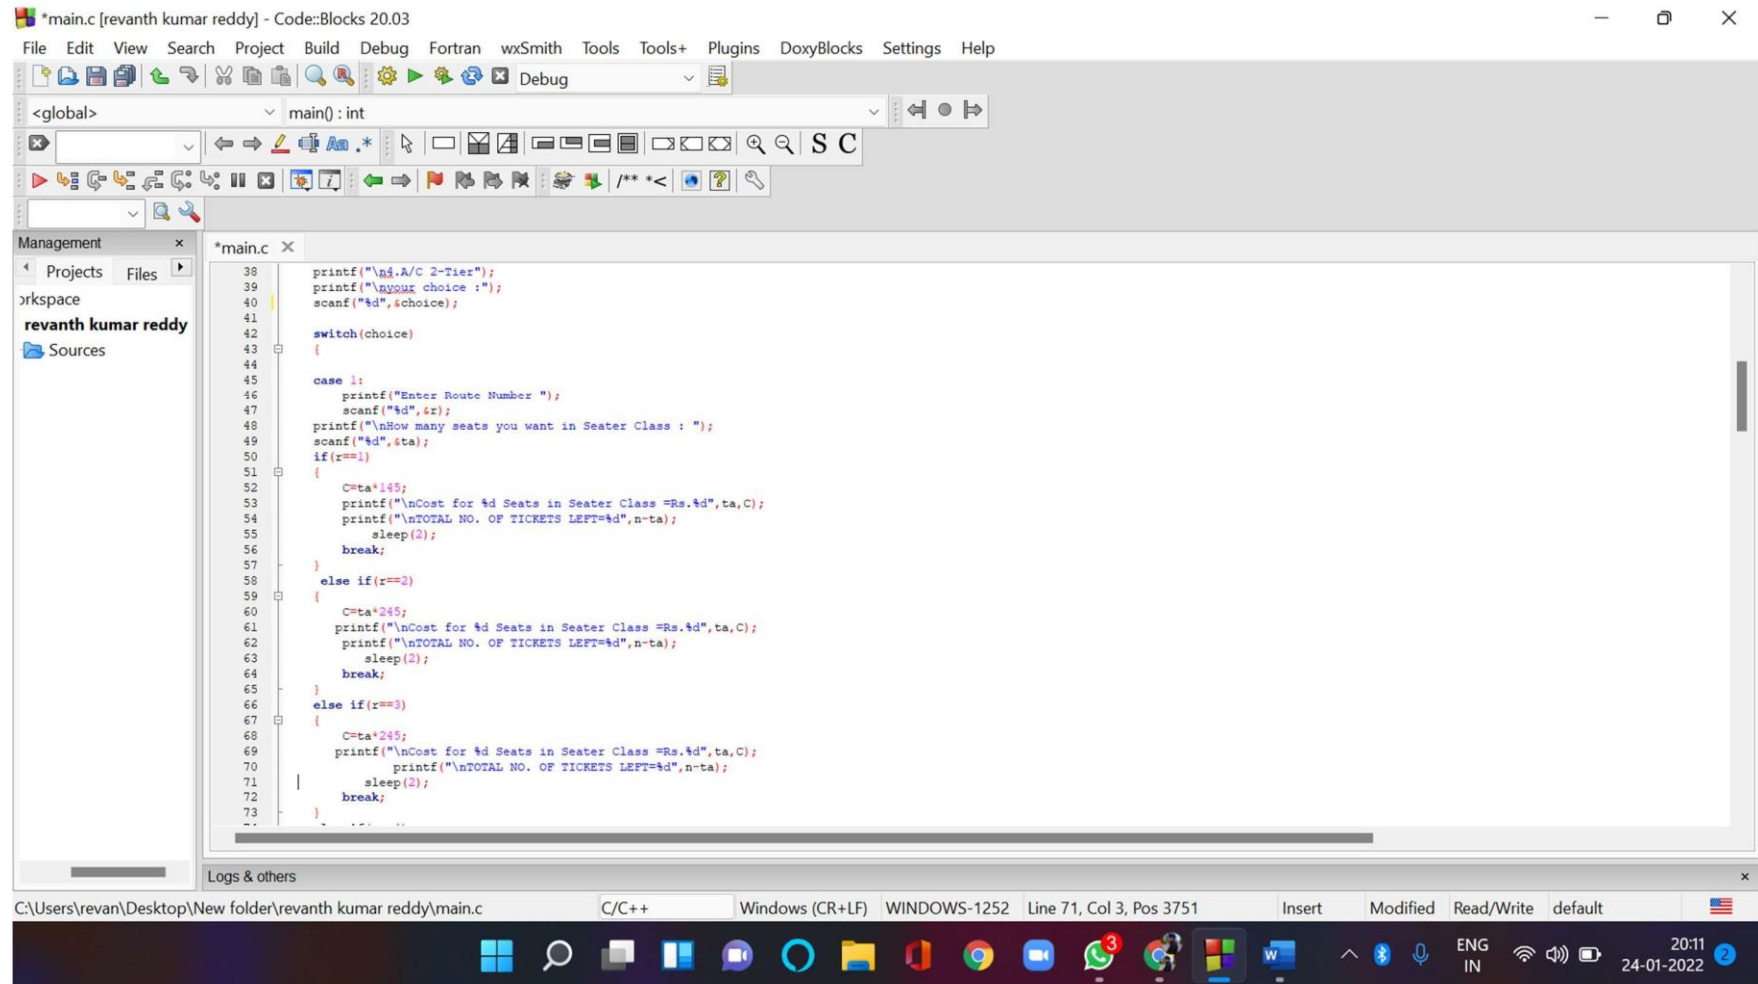 *main.c [revanth kumar reddy] - Code::Blocks 20.03
File Edit View Search Project Build Debug Fortran wxSmith Tools Tools+ Plugins DoxyBlocks Settings Help
Debug
<global> main() : int
Aa .* S C
/** *<
Management
*main.c
Projects Files
orkspace
revanth kumar reddy
Sources
38 printf("\n4.A/C 2-Tier");
39 printf("\nyour choice :");
40 scanf("%d",&choice);
41
42 switch(choice)
43 {
44
45 case 1:
46 printf("Enter Route Number ");
47 scanf("%d",&r);
48 printf("\nHow many seats you want in Seater Class : ");
49 scanf("%d",&ta);
50 if(r==1)
51 {
52 C=ta*145;
53 printf("\nCost for %d Seats in Seater Class =Rs.%d",ta,C);
54 printf("\nTOTAL NO. OF TICKETS LEFT=%d",n-ta);
55 sleep(2);
56 break;
57 }
58 else if(r==2)
59 {
60 C=ta*245;
61 printf("\nCost for %d Seats in Seater Class =Rs.%d",ta,C);
62 printf("\nTOTAL NO. OF TICKETS LEFT=%d",n-ta);
63 sleep(2);
64 break;
65 }
66 else if(r==3)
67 {
68 C=ta*245;
69 printf("\nCost for %d Seats in Seater Class =Rs.%d",ta,C);
70 printf("\nTOTAL NO. OF TICKETS LEFT=%d",n-ta);
71 sleep(2);
72 break;
73 }
Logs & others
C:\Users\revan\Desktop\New folder\revanth kumar reddy\main.c C/C++ Windows (CR+LF) WINDOWS-1252 Line 71, Col 3, Pos 3751 Insert Modified Read/Write default
3
ENG
IN
20:11
24-01-2022
2